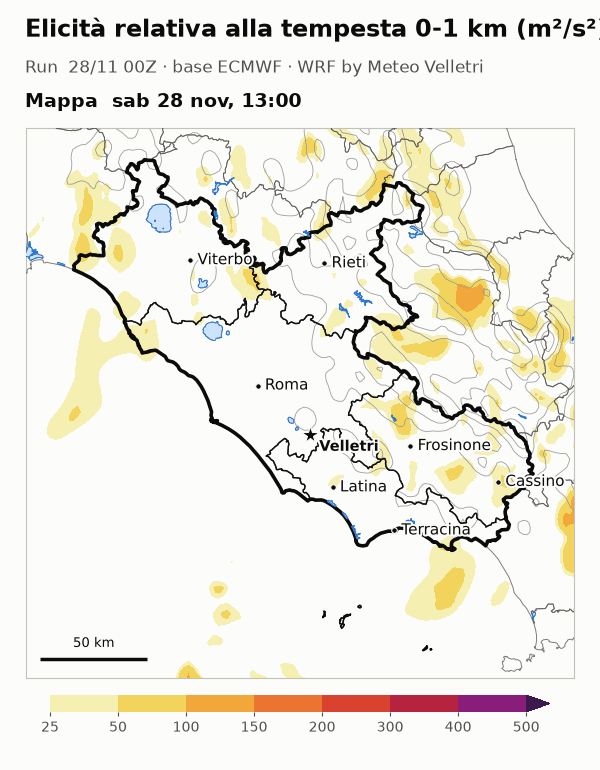 Elicità relativa alla tempesta 0-1 km (m²/s²)
Run  28/11 00Z · base ECMWF · WRF by Meteo Velletri
Mappa  sab 28 nov, 13:00
Viterbo
Rieti
Roma
Velletri
Frosinone
Cassino
Latina
Terracina
50 km
25 50 100 150 200 300 400 500